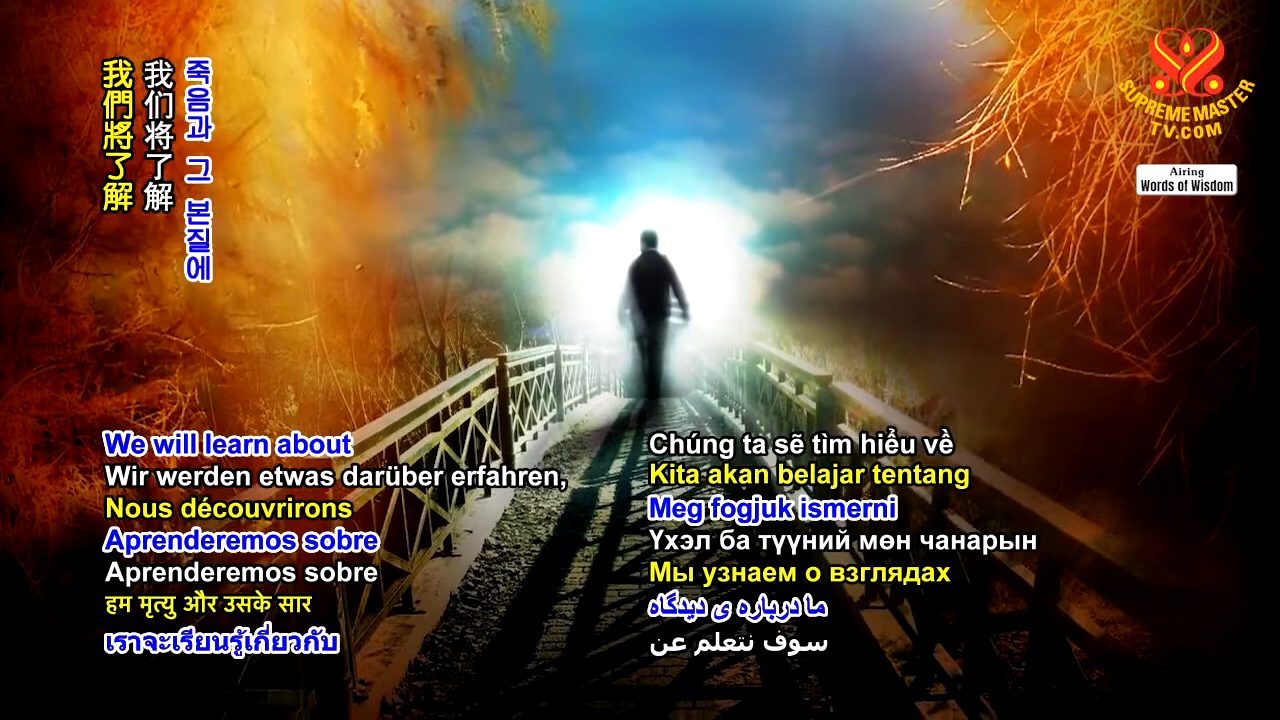 我們將了解
我们将了解
죽음과 그 본질에
SUPREME MASTER
TV.COM
Airing
Words of Wisdom
We will learn about
Wir werden etwas darüber erfahren,
Nous découvrirons
Aprenderemos sobre
Aprenderemos sobre
हम मृत्यु और उसके सार
เราจะเรียนรู้เกี่ยวกับ
Chúng ta sẽ tìm hiểu về
Kita akan belajar tentang
Meg fogjuk ismerni
Үхэл ба түүний мөн чанарын
Мы узнаем о взглядах
ما درباره ی دیدگاه
سوف نتعلم عن